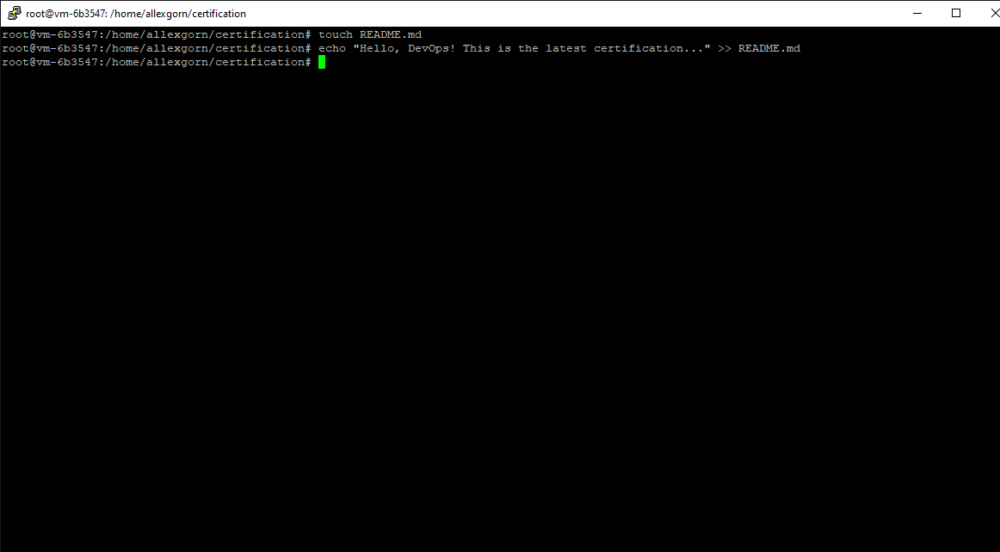 root@vm-6b3547: /home/allexgorn/certification
root@vm-6b3547:/home/allexgorn/certification# touch README.md
root@vm-6b3547:/home/allexgorn/certification# echo "Hello, DevOps! This is the latest certification..." >> README.md
root@vm-6b3547:/home/allexgorn/certification#